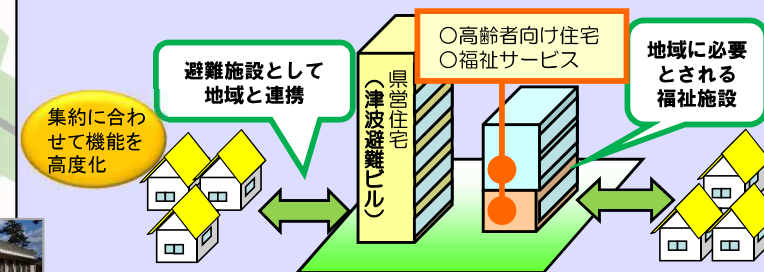 集約に合わ
せて機能を
高度化
避難施設として
地域と連携
県営住宅
（津波避難ビル）
○高齢者向け住宅
○福祉サービス
地域に必要
とされる
福祉施設